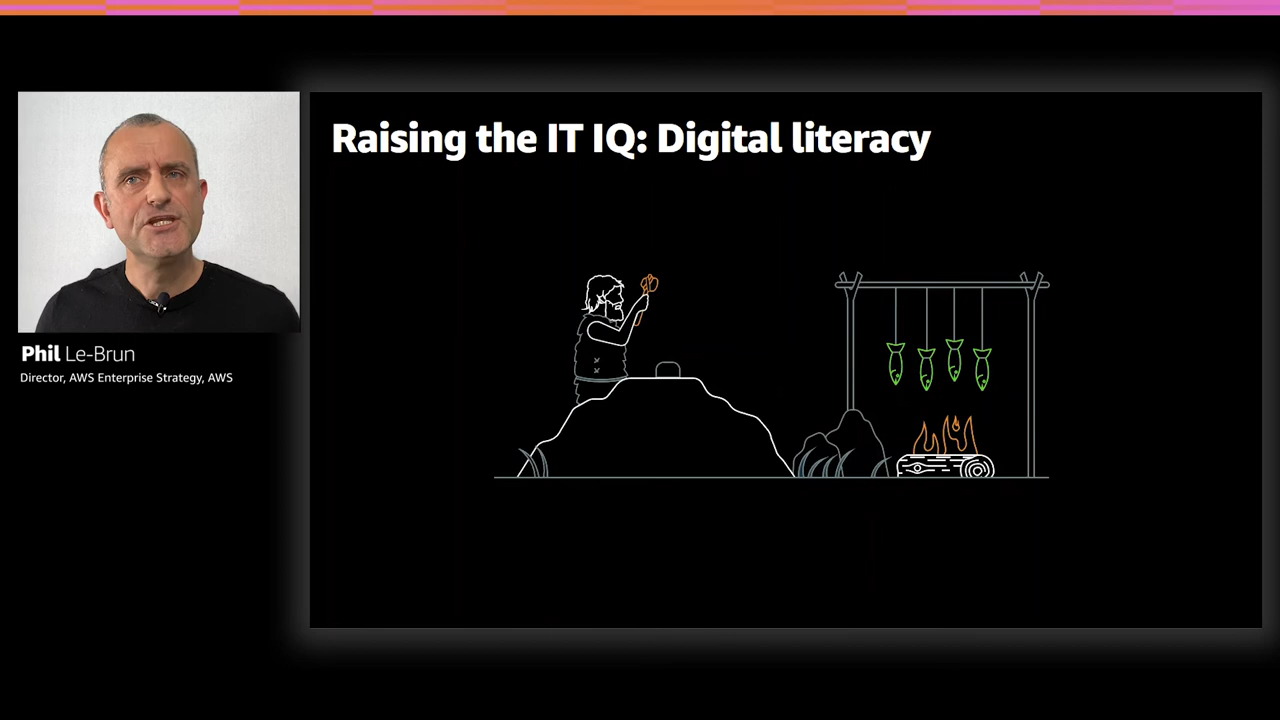 Raising the IT IQ: Digital literacy
Phil Le-Brun
Director, AWS Enterprise Strategy, AWS